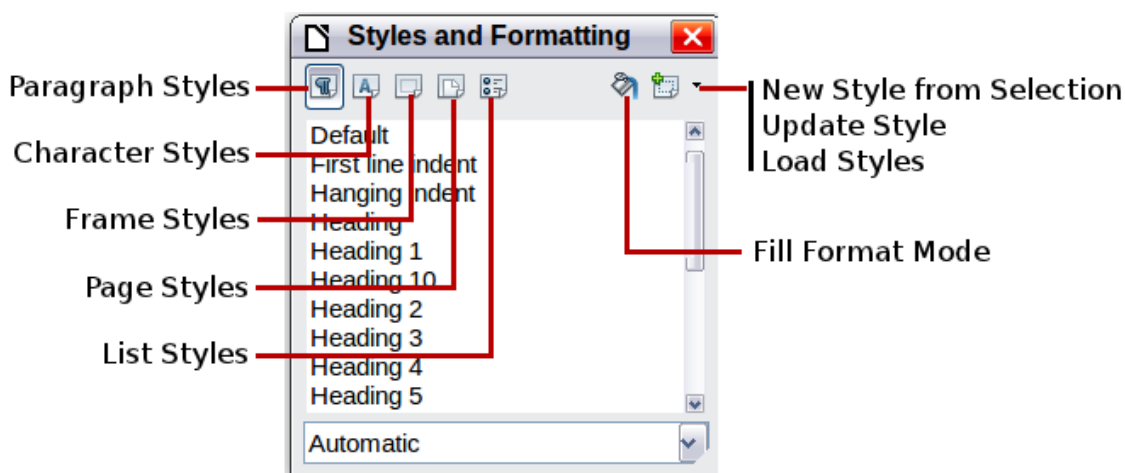 Styles and Formatting
Paragraph Styles
Character Styles
Frame Styles
Page Styles
List Styles
Default
First line indent
Hanging indent
Heading
Heading 1
Heading 10
Heading 2
Heading 3
Heading 4
Heading 5
Automatic
New Style from Selection
Update Style
Load Styles
Fill Format Mode